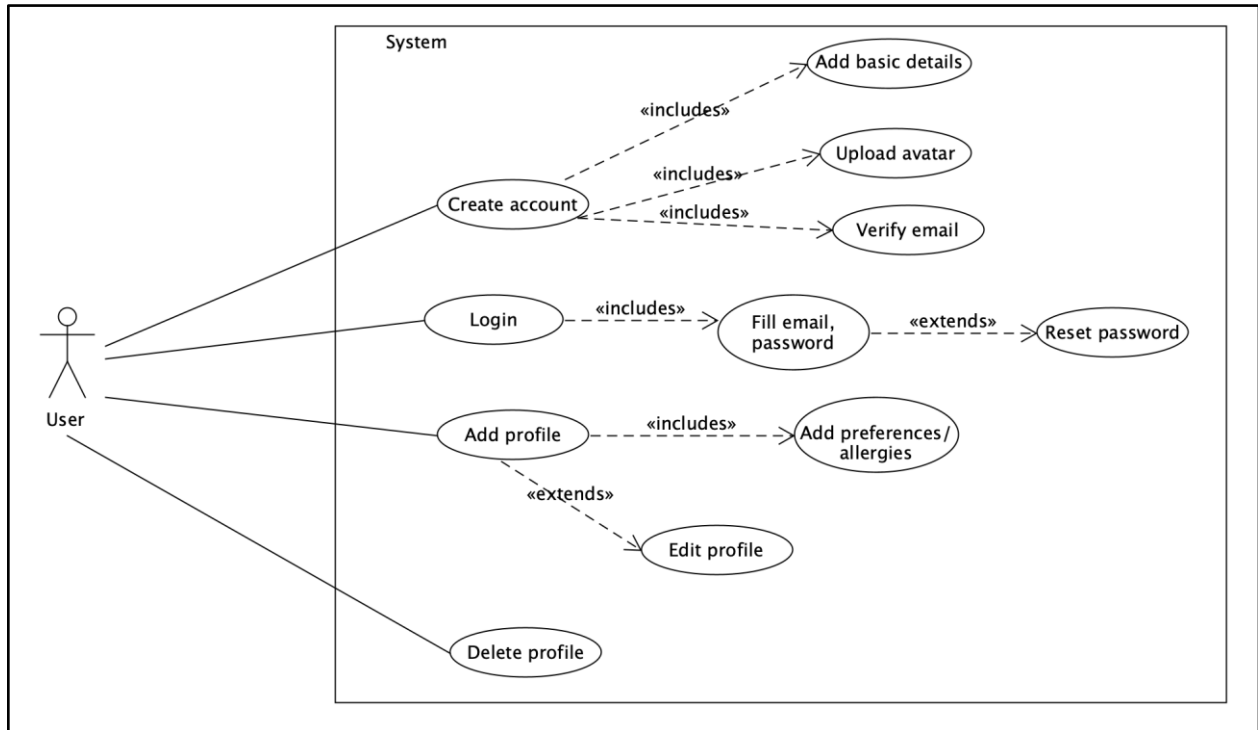 System
Add basic details
«includes»
Upload avatar
«includes»
Create account
«includes»
Verify email
Login
«includes»
Fill email,
password
«extends»
Reset password
User
Add profile
«includes»
Add preferences/
allergies
«extends»
Edit profile
Delete profile